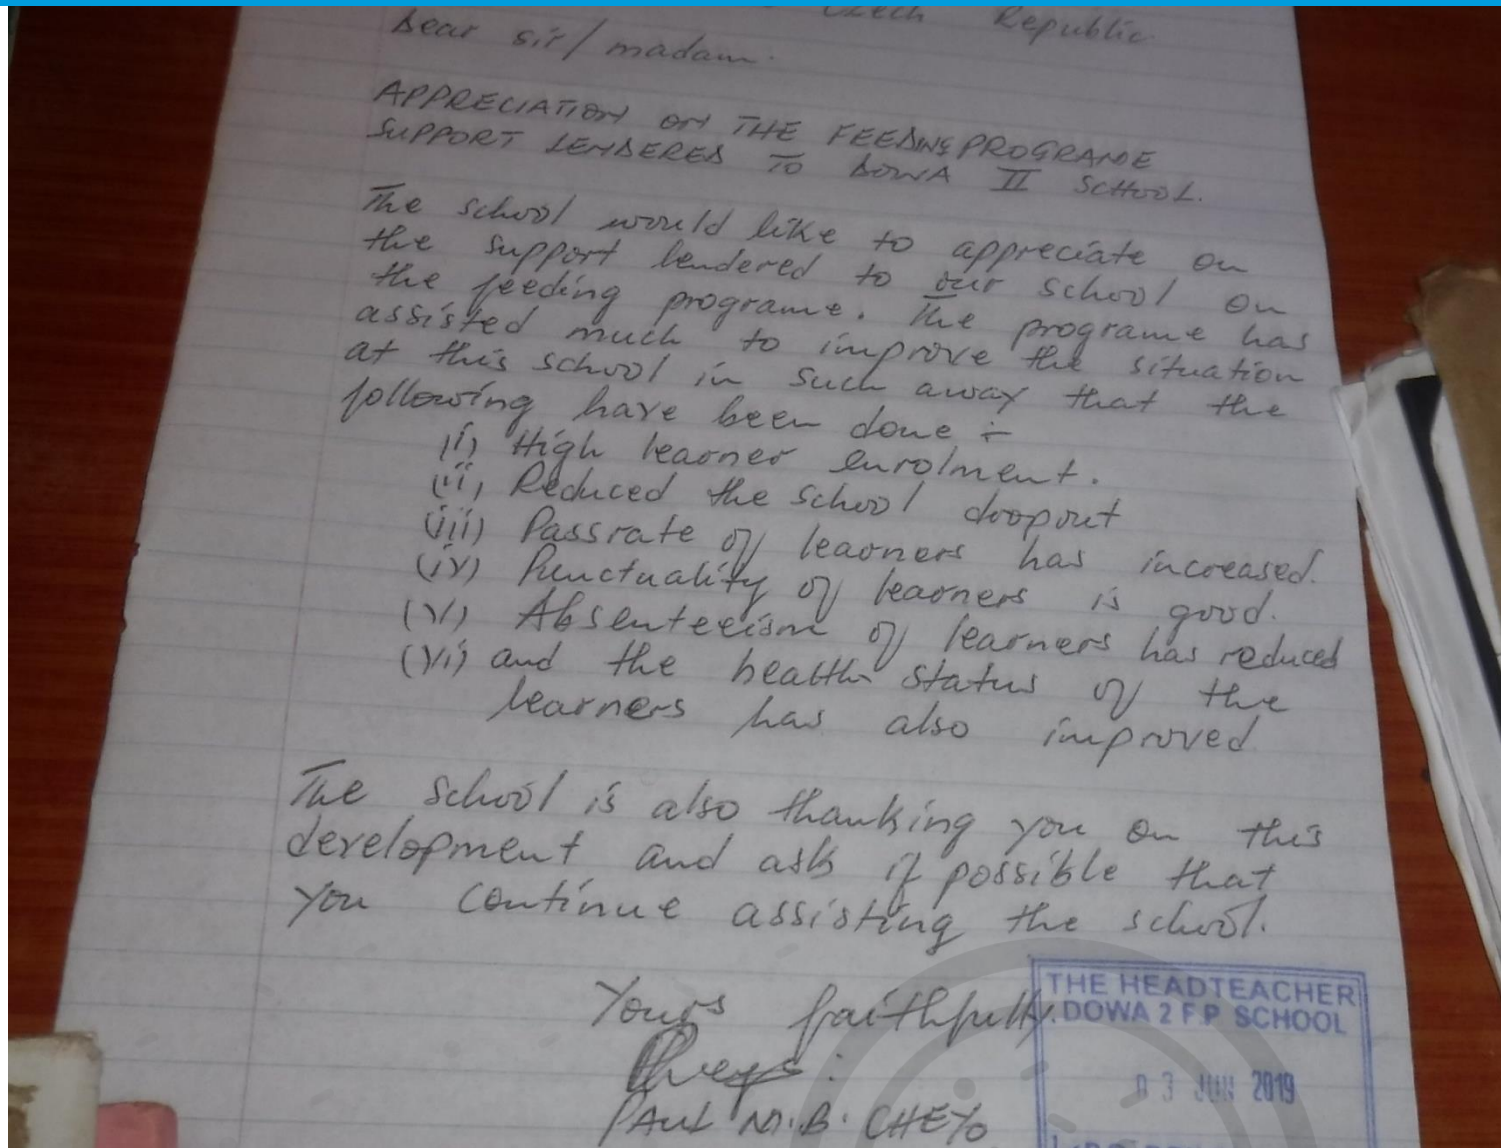 Czech Republic
Dear sir/madam.
APPRECIATION ON THE FEEDING PROGRAME
SUPPORT LENDERED TO DOWA II SCHOOL.
The school would like to appreciate on
the support lendered to our school on
the feeding programe. The programe has
assisted much to improve the situation
at this school in such away that the
following have been done :-
(i) High learner enrolment.
(ii) Reduced the school dropout
(iii) Passrate of learners has increased.
(iv) Punctuality of learners is good.
(v) Absenteeism of learners has reduced
(vi) and the health status of the
learners has also improved
The school is also thanking you on this
development and ask if possible that
you continue assisting the school.
Yours faithfully.
PAUL M.B. CHEYO
THE HEADTEACHER
DOWA 2 F.P SCHOOL
03 JUN 2019